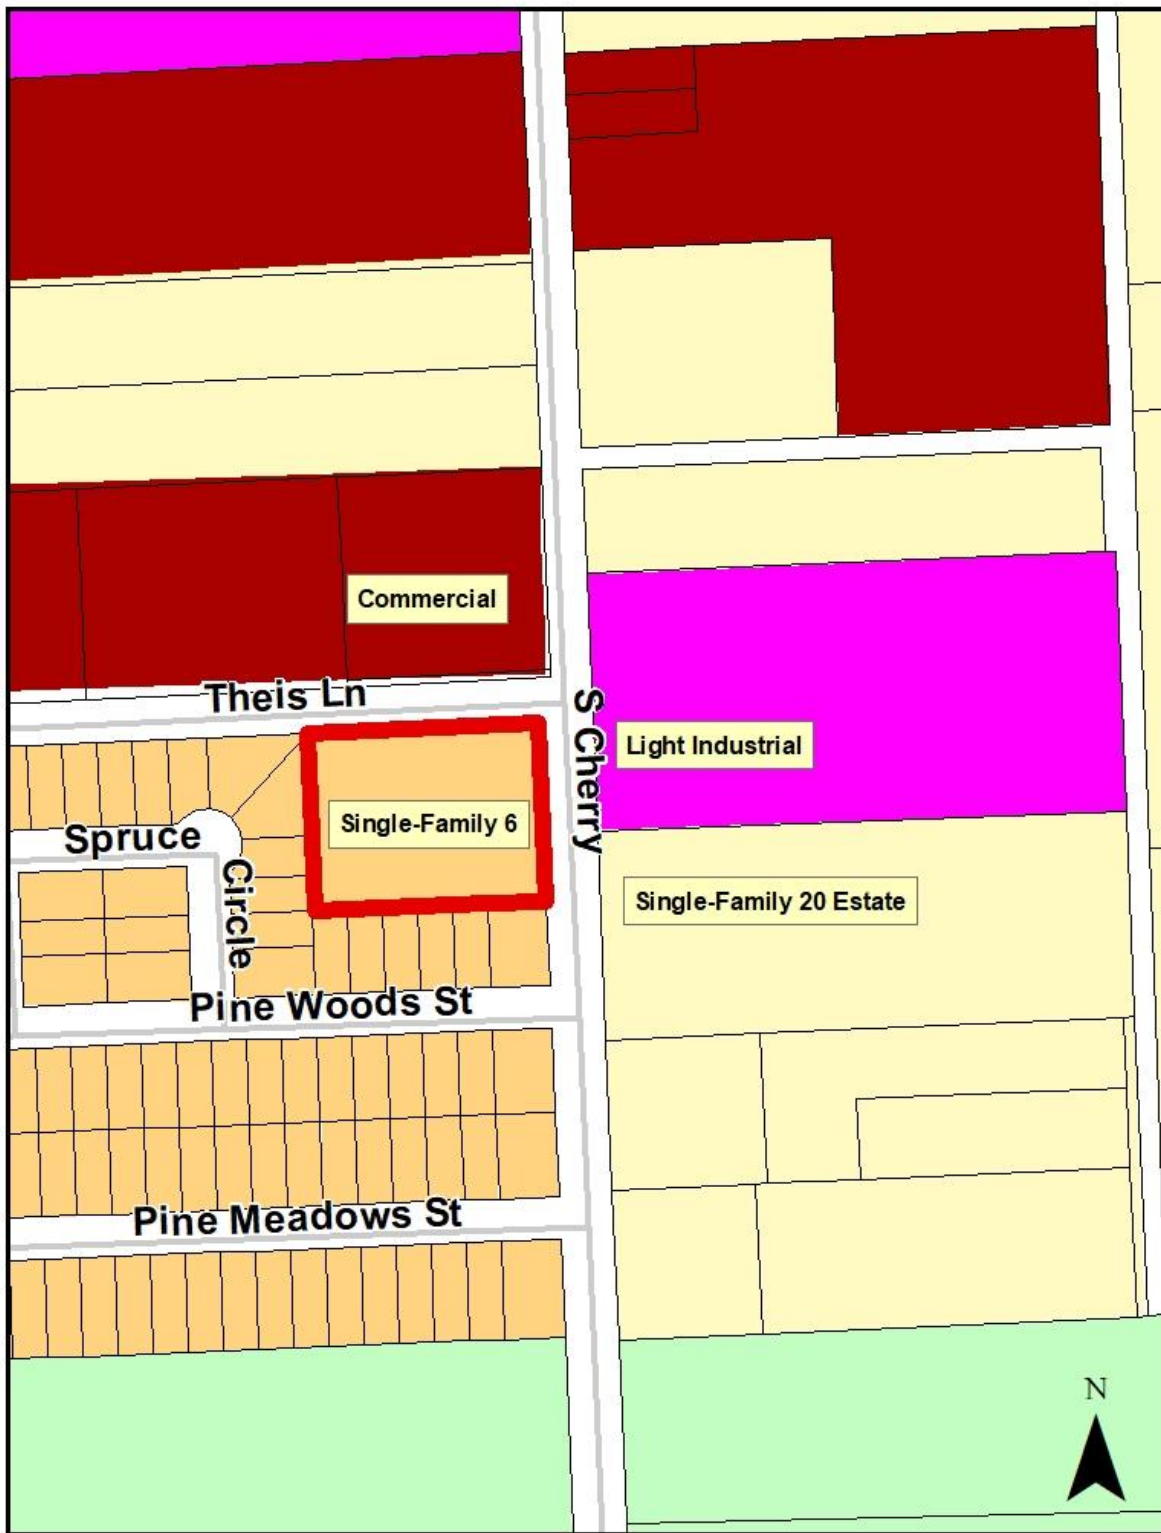 Commercial
Theis Ln
S Cherry
Light Industrial
Single-Family 6
Spruce
Circle
Single-Family 20 Estate
Pine Woods St
Pine Meadows St
N